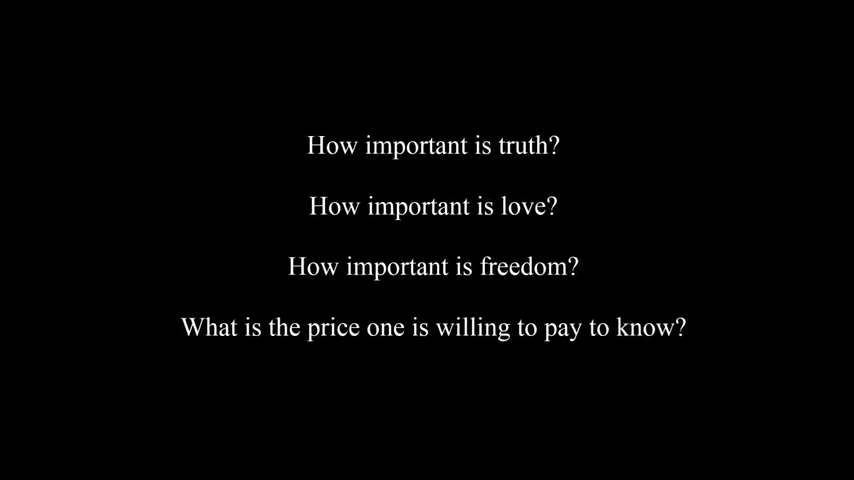 How important is truth?
How important is love?
How important is freedom?
What is the price one is willing to pay to know?